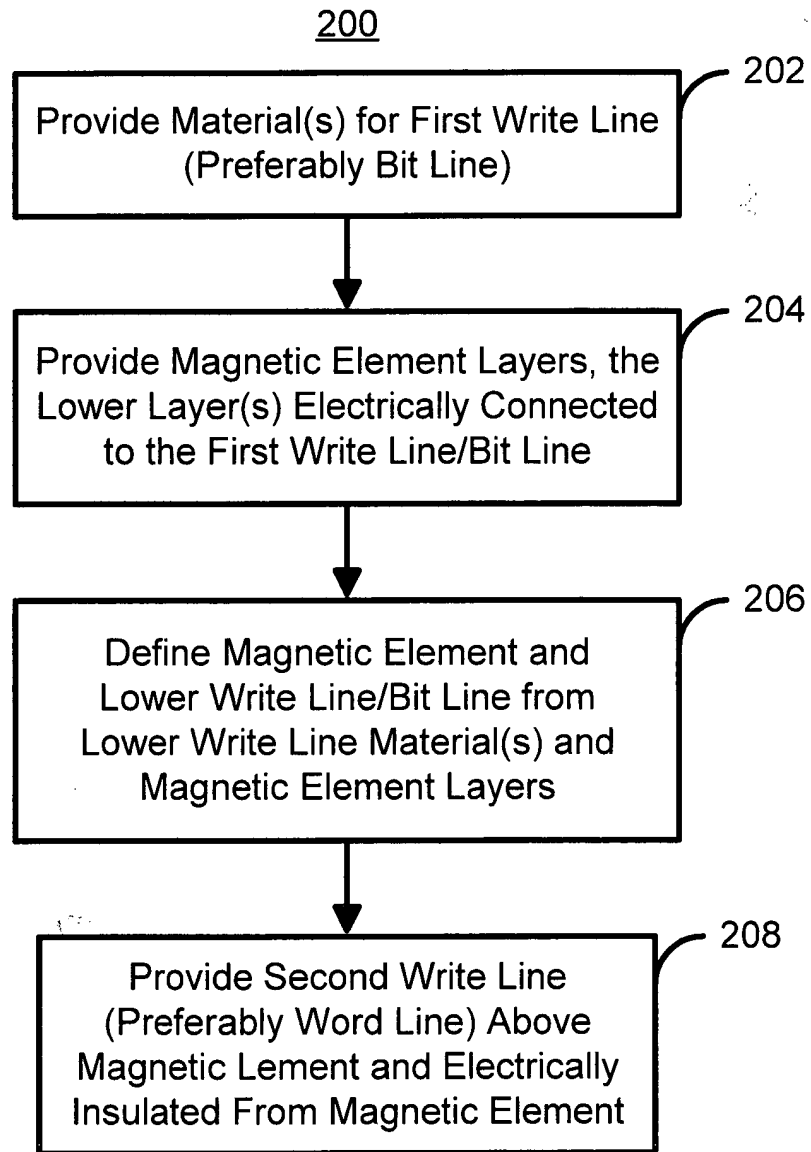 200
202
Provide Material(s) for First Write Line
(Preferably Bit Line)
204
Provide Magnetic Element Layers, the
Lower Layer(s) Electrically Connected
to the First Write Line/Bit Line
206
Define Magnetic Element and
Lower Write Line/Bit Line from
Lower Write Line Material(s) and
Magnetic Element Layers
208
Provide Second Write Line
(Preferably Word Line) Above
Magnetic Lement and Electrically
Insulated From Magnetic Element